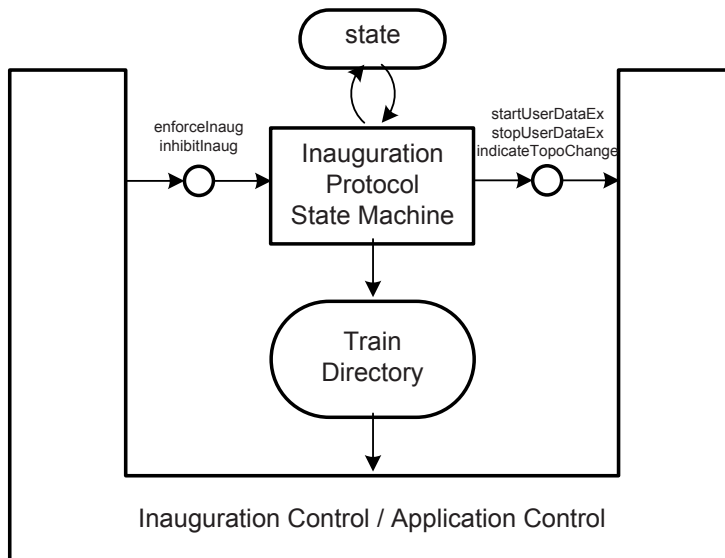 state
enforceInaug
inhibitInaug
startUserDataEx
stopUserDataEx
indicateTopoChange
Inauguration
Protocol
State Machine
Train
Directory
Inauguration Control / Application Control